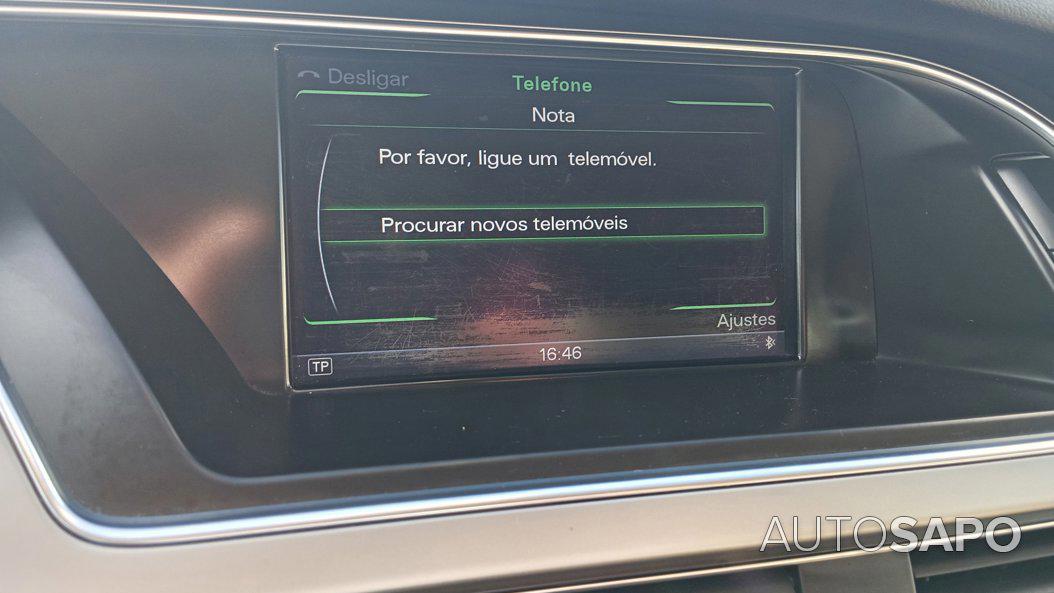 Desligar
Telefone
Nota
Por favor, ligue um telemóvel.
Procurar novos telemóveis
Ajustes
TP
16:46
AUTOSAPO